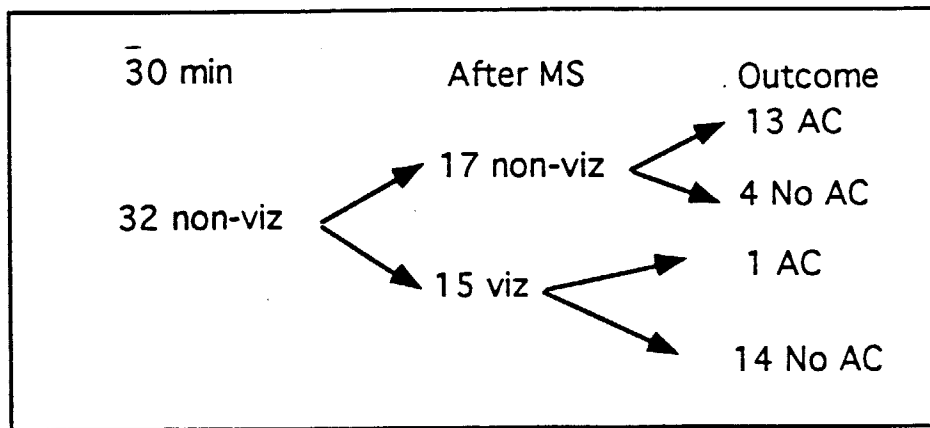 30 min
After MS
Outcome
13 AC
17 non-viz
4 No AC
32 non-viz
1 AC
15 viz
14 No AC